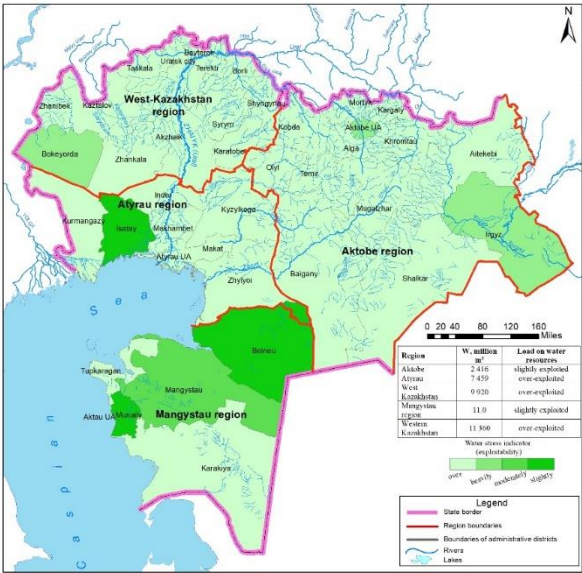 N
Bayterek
Uralsk city
Taskala
Terekti
Borli
West-Kazakhstan
region
Zhanibek
Kaztalov
Shyngyrlau
Syrym
Akzhaik
Bokeyorda
Zhankala
Karatobet
Mortyk
Kobda
Kargaly
Aktobe UA
Alga
Khromtau
Aitekebi
Oiyl
Temir
Mugalzhar
Irgyz
Aktobe region
Baigany
Shalkar
Inder
Atyrau region
Kurmangazy
Isatay
Makhambet
Kyzylkoga
Makat
Atyrau UA
Zhylyoi
Beineu
Tupkaragan
Mangystau
Aktau UA
Munaily
Mangystau region
Karakiya
Caspian
Sea
0 20 40 80 120 160
Miles
Region W, million m³ Load on water resources
Aktobe 2 416 slightly exploited
Atyrau 7 459 over-exploited
West Kazakhstan 9 920 over-exploited
Mangystau region 11.0 slightly exploited
Western Kazakhstan 11 360 over-exploited
Water stress indicator
(exploitability)
over heavily moderately slightly
Legend
State border
Region boundaries
Boundaries of administrative districts
Rivers
Lakes